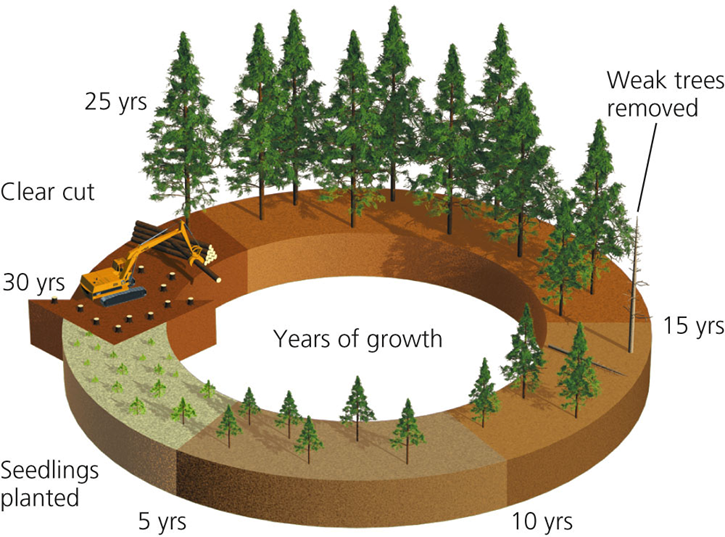 Weak trees
removed
25 yrs
Clear cut
30 yrs
Years of growth
15 yrs
Seedlings
planted
5 yrs
10 yrs